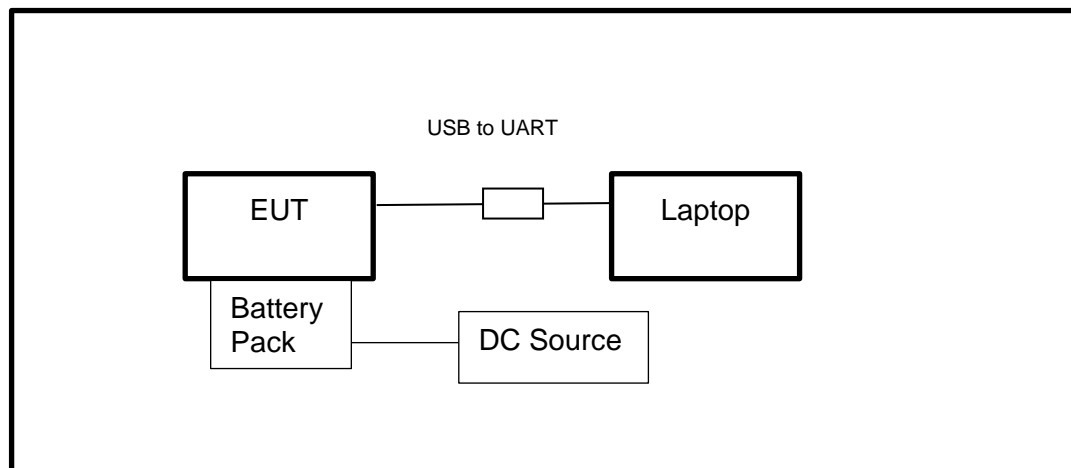 USB to UART
EUT
Laptop
Battery
Pack
DC Source